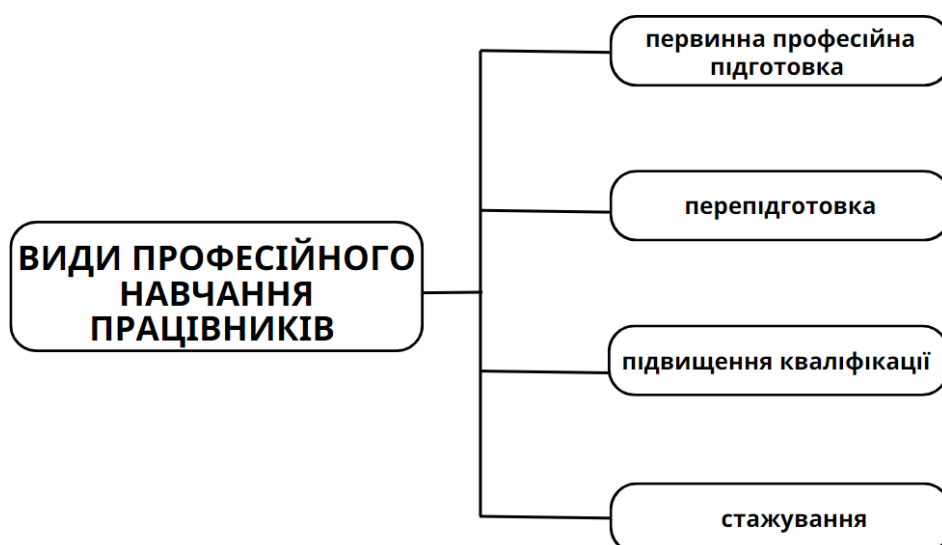 ВИДИ ПРОФЕСІЙНОГО
НАВЧАННЯ
ПРАЦІВНИКІВ
первинна професійна
підготовка
перепідготовка
підвищення кваліфікації
стажування